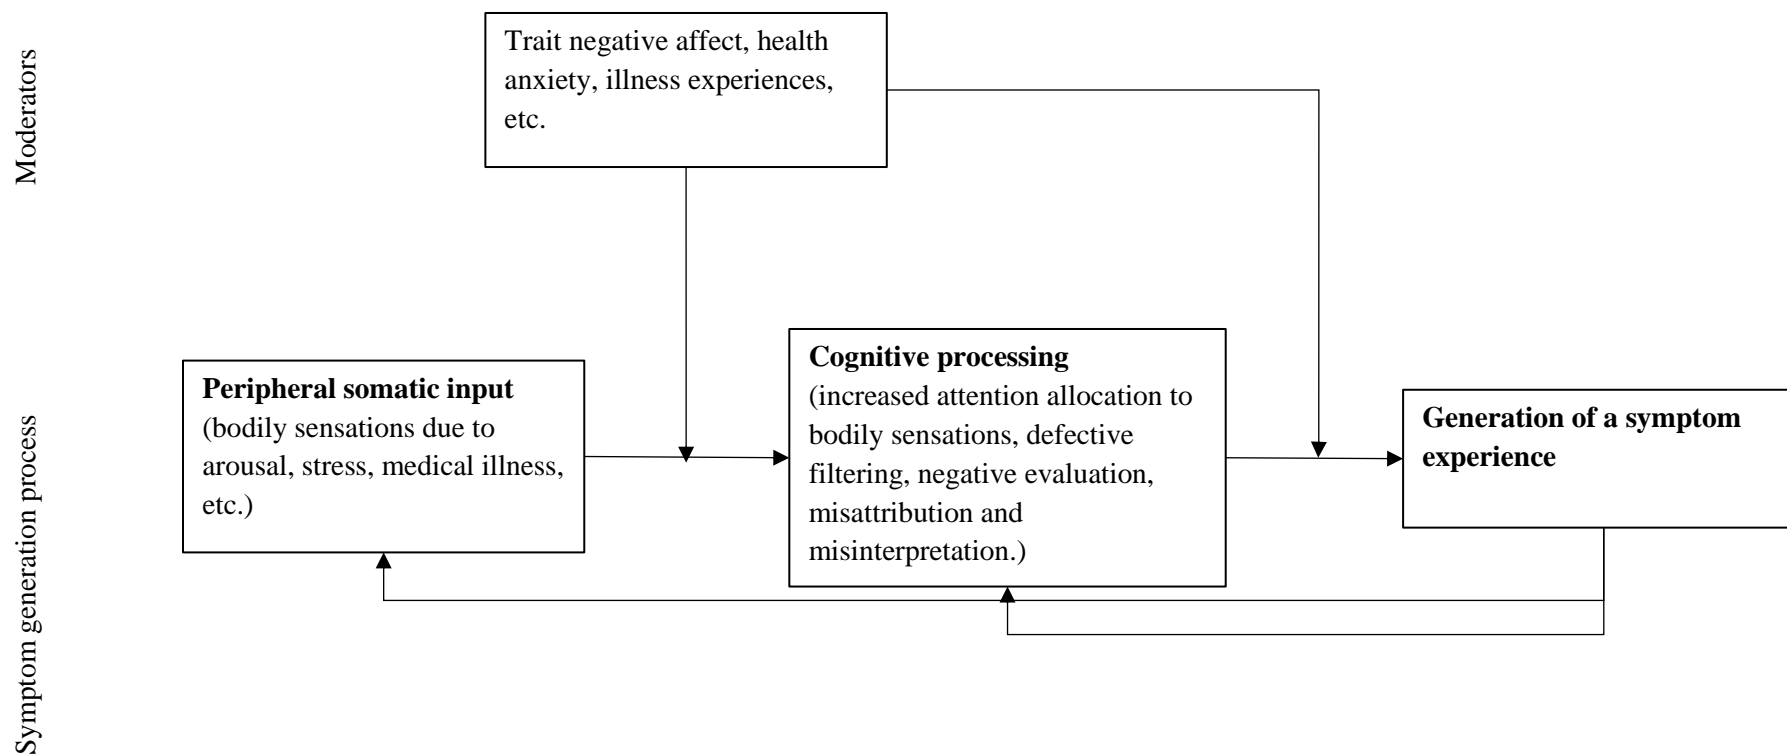 Moderators
Trait negative affect, health
anxiety, illness experiences,
etc.
Symptom generation process
Peripheral somatic input
(bodily sensations due to
arousal, stress, medical illness,
etc.)
Cognitive processing
(increased attention allocation to
bodily sensations, defective
filtering, negative evaluation,
misattribution and
misinterpretation.)
Generation of a symptom
experience